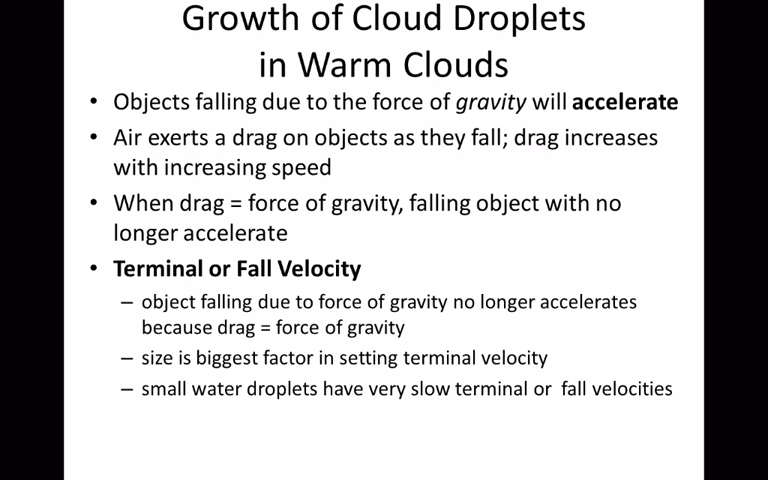 Growth of Cloud Droplets
in Warm Clouds
• Objects falling due to the force of gravity will accelerate
• Air exerts a drag on objects as they fall; drag increases
with increasing speed
• When drag = force of gravity, falling object with no
longer accelerate
• Terminal or Fall Velocity
– object falling due to force of gravity no longer accelerates
because drag = force of gravity
– size is biggest factor in setting terminal velocity
– small water droplets have very slow terminal or  fall velocities